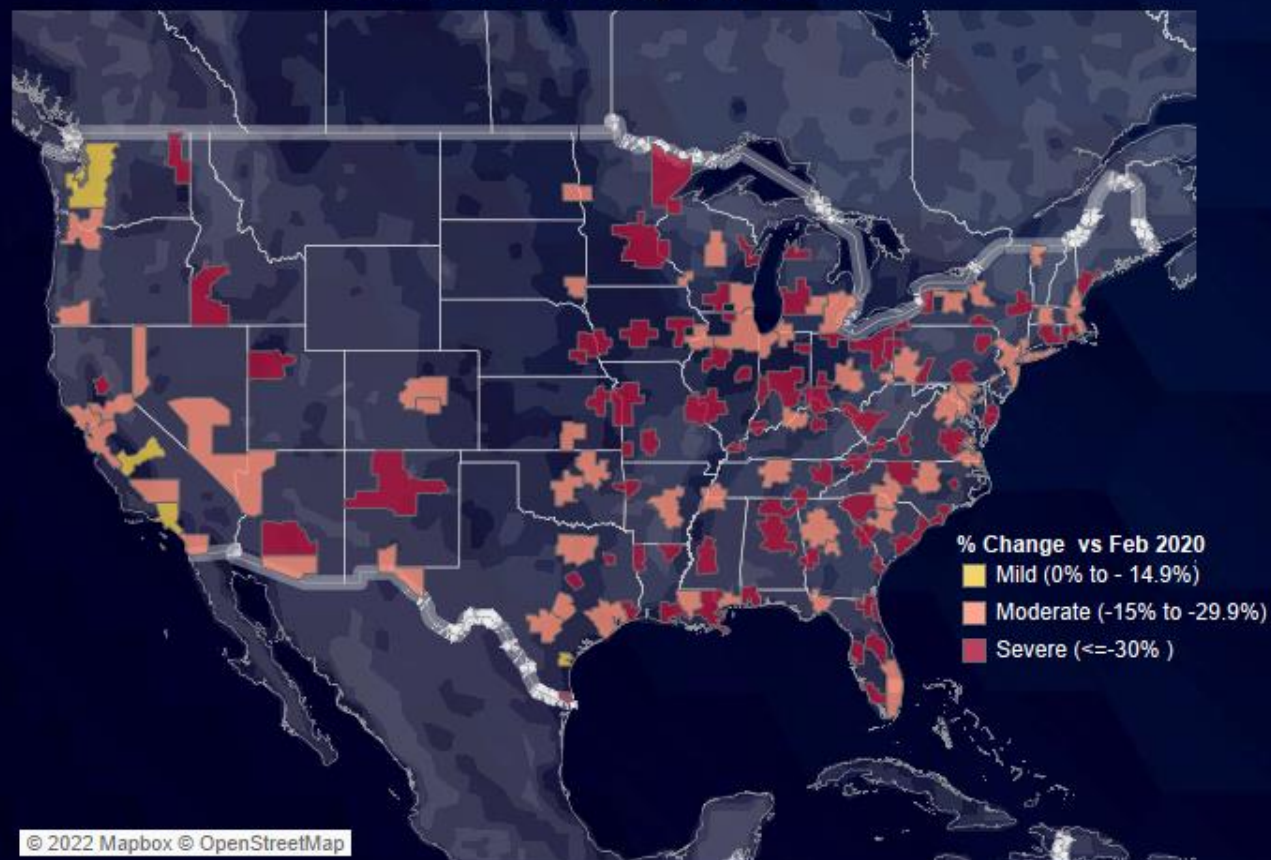 % Change vs Feb 2020
Mild (0% to - 14.9%)
Moderate (-15% to -29.9%)
Severe (<=-30% )
© 2022 Mapbox © OpenStreetMap